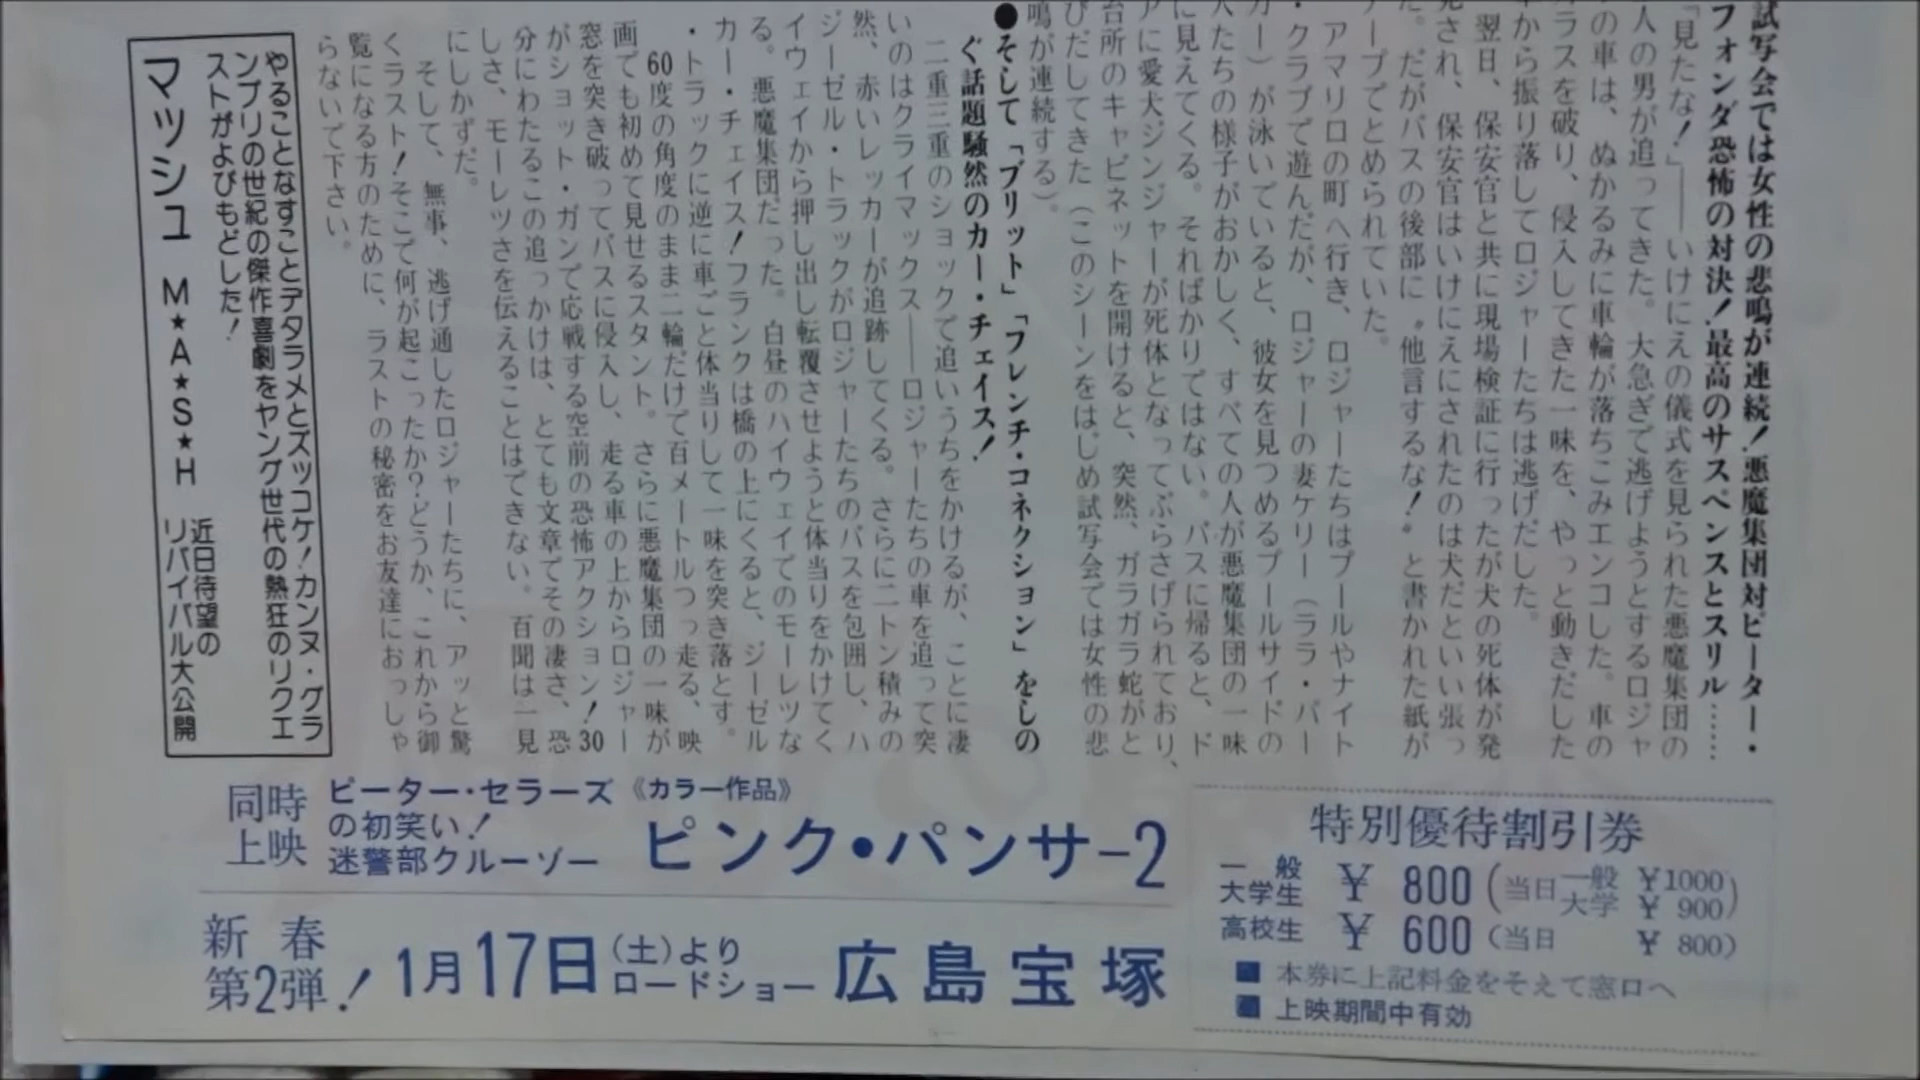 試写会では女性の悲鳴が連続！悪魔集団対ピーター・
フォンダ恐怖の対決！最高のサスペンスとスリル……
「見たな！」――いけにえの儀式を見られた悪魔集団の
人の男が追ってきた。大急ぎで逃げようとするロジャ
の車は、ぬかるみに車輪が落ちこみエンコした。車の
ラスを破り、侵入してきた一味を、やっと動きだした
から振り落してロジャーたちは逃げだした。
翌日、保安官と共に現場検証に行ったが犬の死体が発
見され、保安官はいけにえにされたのは犬だといい張っ
た。だがバスの後部に〝他言するな！〟と書かれた紙が
テープでとめられていた。
アマリロの町へ行き、ロジャーたちはプールやナイト
・クラブで遊んだが、ロジャーの妻ケリー（ララ・パー
カー）が泳いでいると、彼女を見つめるプールサイドの
人たちの様子がおかしく、すべての人が悪魔集団の一味
に見えてくる。そればかりではない。バスに帰ると、ド
アに愛犬ジンジャーが死体となってぶらさげられており、
台所のキャビネットを開けると、突然、ガラガラ蛇がと
びだしてきた（このシーンをはじめ試写会では女性の悲
鳴が連続する）。
●そして「ブリット」「フレンチ・コネクション」をしの
ぐ話題騒然のカー・チェイス！
二重三重のショックで追いうちをかけるが、ことに凄
いのはクライマックス――ロジャーたちの車を追って突
然、赤いレッカーが追跡してくる。さらに二トン積みの
ジーゼル・トラックがロジャーたちのバスを包囲し、ハ
イウェイから押し出し転覆させようと体当りをかけてく
る。悪魔集団だった。白昼のハイウェイでのモーレツな
カー・チェイス！フランクは橋の上にくると、ジーゼル
・トラックに逆に車ごと体当りして一味を突き落とす。
60度の角度のまま二輪だけで百メートルつっ走る、映
画でも初めて見せるスタント。さらに悪魔集団の一味が
窓を突き破ってバスに侵入し、走る車の上からロジャー
がショット・ガンで応戦する空前の恐怖アクション！30
分にわたるこの追っかけは、とても文章でその凄さ、恐
しさ、モーレツさを伝えることはできない。百聞は一見
にしかずだ。
そして、無事、逃げ通したロジャーたちに、アッと驚
くラスト！そこで何が起こったか？どうか、これから御
覧になる方のために、ラストの秘密をお友達におっしゃ
らないで下さい。
やることなすことデタラメとズッコケ！カンヌ・グラ
ンプリの世紀の傑作喜劇をヤング世代の熱狂のリクエ
ストがよびもどした！
マッシュ M★A★S★H 近日待望の
リバイバル大公開
同時
上映
ピーター・セラーズ
の初笑い！
迷警部クルーゾー
《カラー作品》
ピンク・パンサー2
新春
第2弾！
1月17日(土)より
ロードショー
広島宝塚
特別優待割引券
一般
大学生 ¥800 (当日 一般 ¥1000
大学 ¥900)
高校生 ¥600 (当日 ¥800)
■本券に上記料金をそえて窓口へ
■上映期間中有効